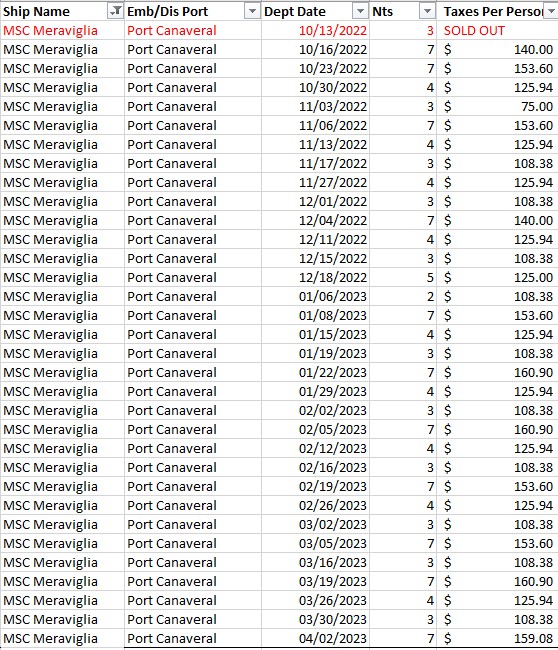 Ship Name Emb/Dis Port Dept Date Nts Taxes Per Person
MSC Meraviglia Port Canaveral 10/13/2022 3 SOLD OUT
MSC Meraviglia Port Canaveral 10/16/2022 7 $ 140.00
MSC Meraviglia Port Canaveral 10/23/2022 7 $ 153.60
MSC Meraviglia Port Canaveral 10/30/2022 4 $ 125.94
MSC Meraviglia Port Canaveral 11/03/2022 3 $ 75.00
MSC Meraviglia Port Canaveral 11/06/2022 7 $ 153.60
MSC Meraviglia Port Canaveral 11/13/2022 4 $ 125.94
MSC Meraviglia Port Canaveral 11/17/2022 3 $ 108.38
MSC Meraviglia Port Canaveral 11/27/2022 4 $ 125.94
MSC Meraviglia Port Canaveral 12/01/2022 3 $ 108.38
MSC Meraviglia Port Canaveral 12/04/2022 7 $ 140.00
MSC Meraviglia Port Canaveral 12/11/2022 4 $ 125.94
MSC Meraviglia Port Canaveral 12/15/2022 3 $ 108.38
MSC Meraviglia Port Canaveral 12/18/2022 5 $ 125.00
MSC Meraviglia Port Canaveral 01/06/2023 2 $ 108.38
MSC Meraviglia Port Canaveral 01/08/2023 7 $ 153.60
MSC Meraviglia Port Canaveral 01/15/2023 4 $ 125.94
MSC Meraviglia Port Canaveral 01/19/2023 3 $ 108.38
MSC Meraviglia Port Canaveral 01/22/2023 7 $ 160.90
MSC Meraviglia Port Canaveral 01/29/2023 4 $ 125.94
MSC Meraviglia Port Canaveral 02/02/2023 3 $ 108.38
MSC Meraviglia Port Canaveral 02/05/2023 7 $ 160.90
MSC Meraviglia Port Canaveral 02/12/2023 4 $ 125.94
MSC Meraviglia Port Canaveral 02/16/2023 3 $ 108.38
MSC Meraviglia Port Canaveral 02/19/2023 7 $ 153.60
MSC Meraviglia Port Canaveral 02/26/2023 4 $ 125.94
MSC Meraviglia Port Canaveral 03/02/2023 3 $ 108.38
MSC Meraviglia Port Canaveral 03/05/2023 7 $ 153.60
MSC Meraviglia Port Canaveral 03/16/2023 3 $ 108.38
MSC Meraviglia Port Canaveral 03/19/2023 7 $ 160.90
MSC Meraviglia Port Canaveral 03/26/2023 4 $ 125.94
MSC Meraviglia Port Canaveral 03/30/2023 3 $ 108.38
MSC Meraviglia Port Canaveral 04/02/2023 7 $ 159.08